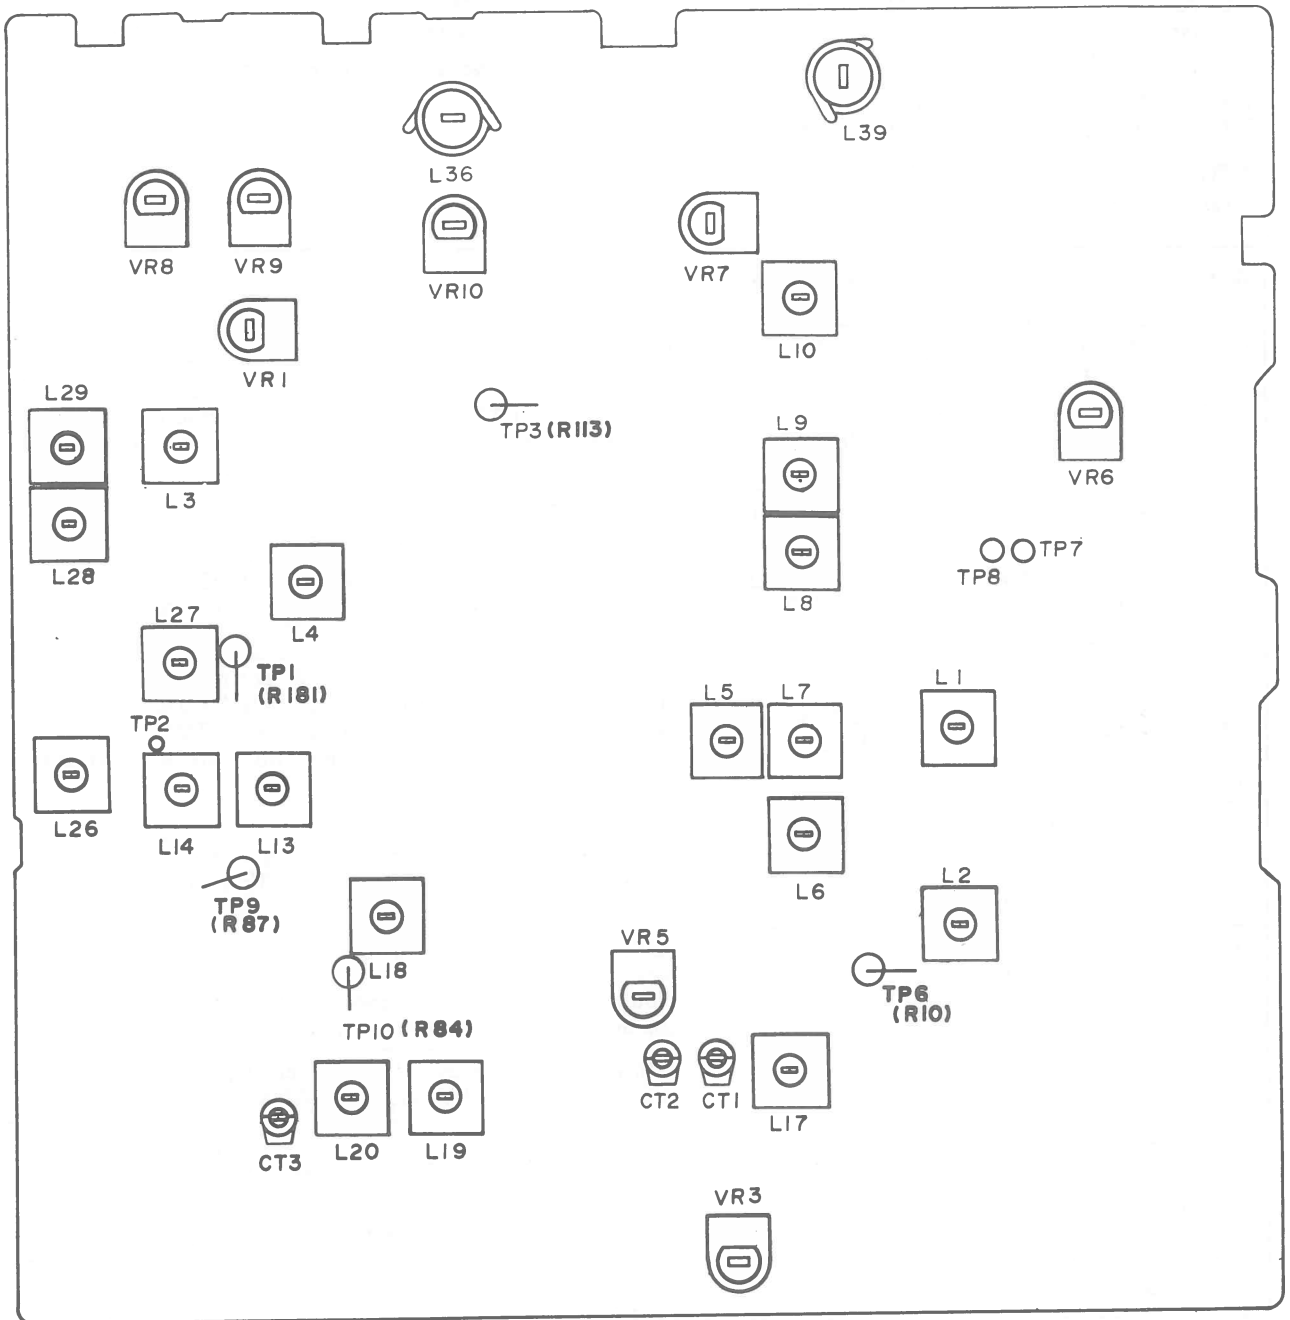 L39
L36
VR8
VR9
VR10
VR7
L10
VR1
L29
TP3 (R113)
L9
VR6
L3
L28
TP8
TP7
L8
L4
L27
TP1
(R181)
L5
L7
L1
TP2
L26
L14
L13
L6
L2
TP9
(R87)
L18
VR5
TP6
(R10)
TP10 (R84)
CT2
CT1
L17
CT3
L20
L19
VR3